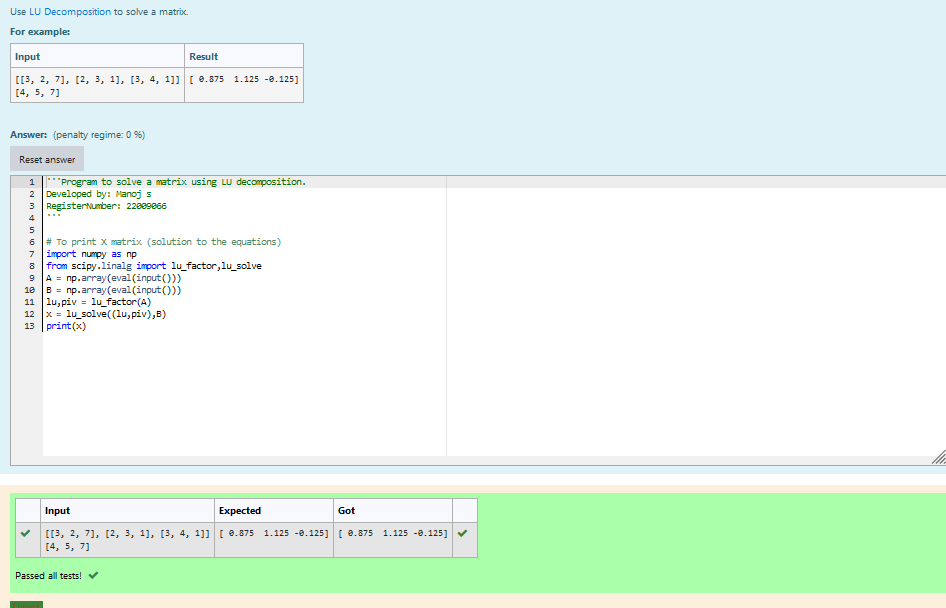 Use LU Decomposition to solve a matrix.
For example:
Input Result
[[3, 2, 7], [2, 3, 1], [3, 4, 1]] [ 0.875  1.125 -0.125]
[4, 5, 7]
Answer: (penalty regime: 0 %)
Reset answer
1 '''Program to solve a matrix using LU decomposition.
2 Developed by: Manoj s
3 RegisterNumber: 22009066
4 '''
5
6 # To print X matrix (solution to the equations)
7 import numpy as np
8 from scipy.linalg import lu_factor,lu_solve
9 A = np.array(eval(input()))
10 B = np.array(eval(input()))
11 lu,piv = lu_factor(A)
12 x = lu_solve((lu,piv),B)
13 print(x)
Input Expected Got
[[3, 2, 7], [2, 3, 1], [3, 4, 1]] [ 0.875  1.125 -0.125] [ 0.875  1.125 -0.125]
[4, 5, 7]
Passed all tests!